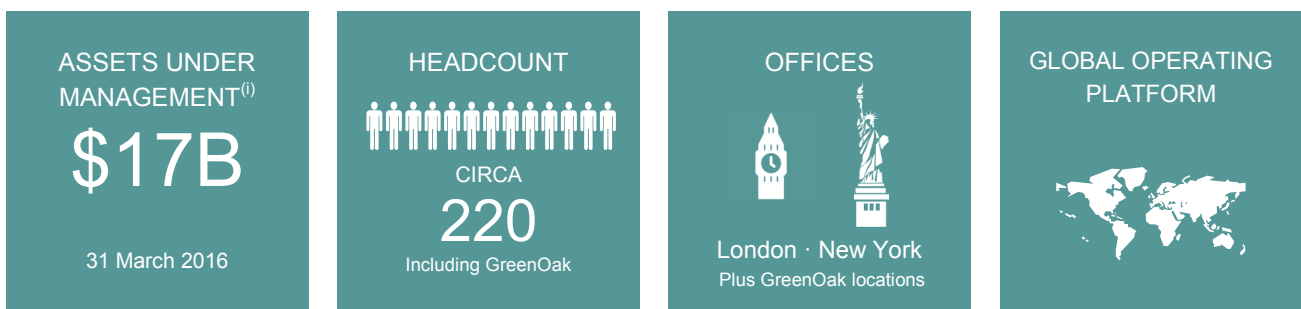 ASSETS UNDER
MANAGEMENT(i)
$17B
31 March 2016
HEADCOUNT
CIRCA
220
Including GreenOak
OFFICES
London · New York
Plus GreenOak locations
GLOBAL OPERATING
PLATFORM